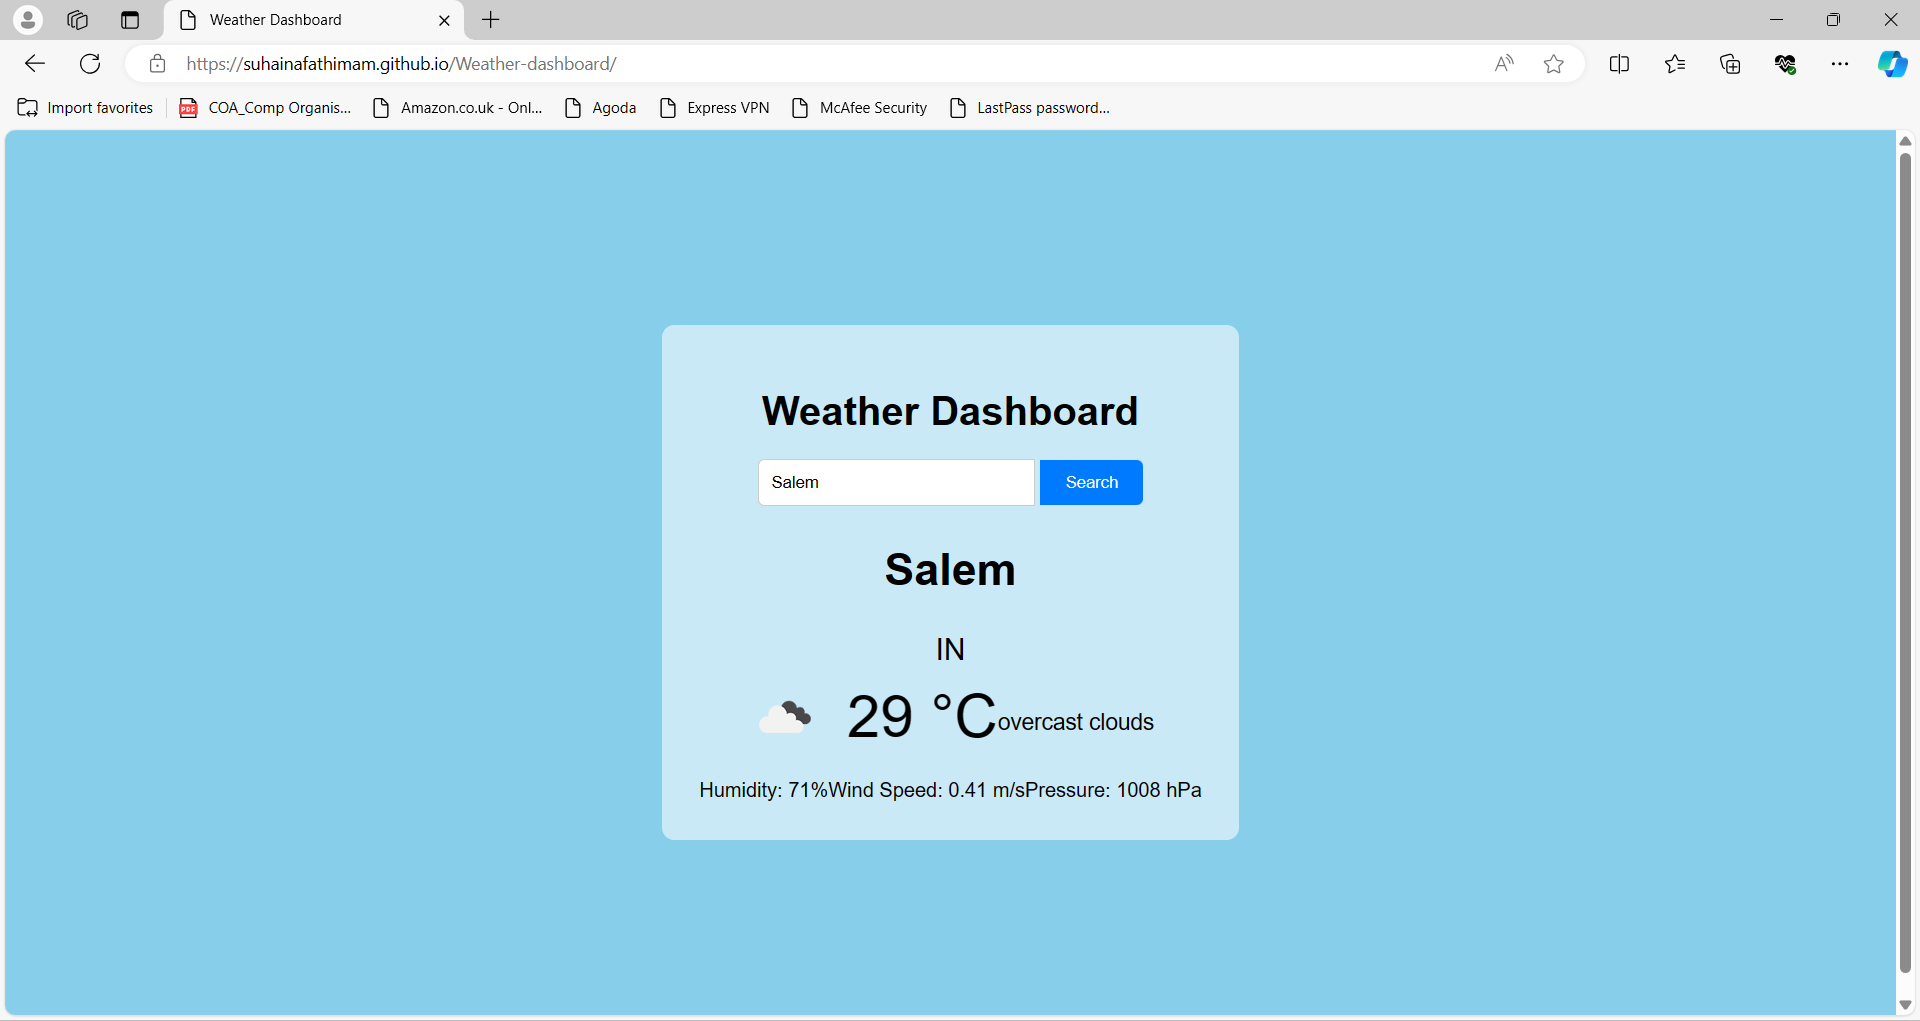 Weather Dashboard
https://suhainafathimam.github.io/Weather-dashboard/
Import favorites COA_Comp Organis... Amazon.co.uk - Onl... Agoda Express VPN McAfee Security LastPass password...
Weather Dashboard
Salem Search
Salem
IN
29 °C overcast clouds
Humidity: 71%Wind Speed: 0.41 m/sPressure: 1008 hPa